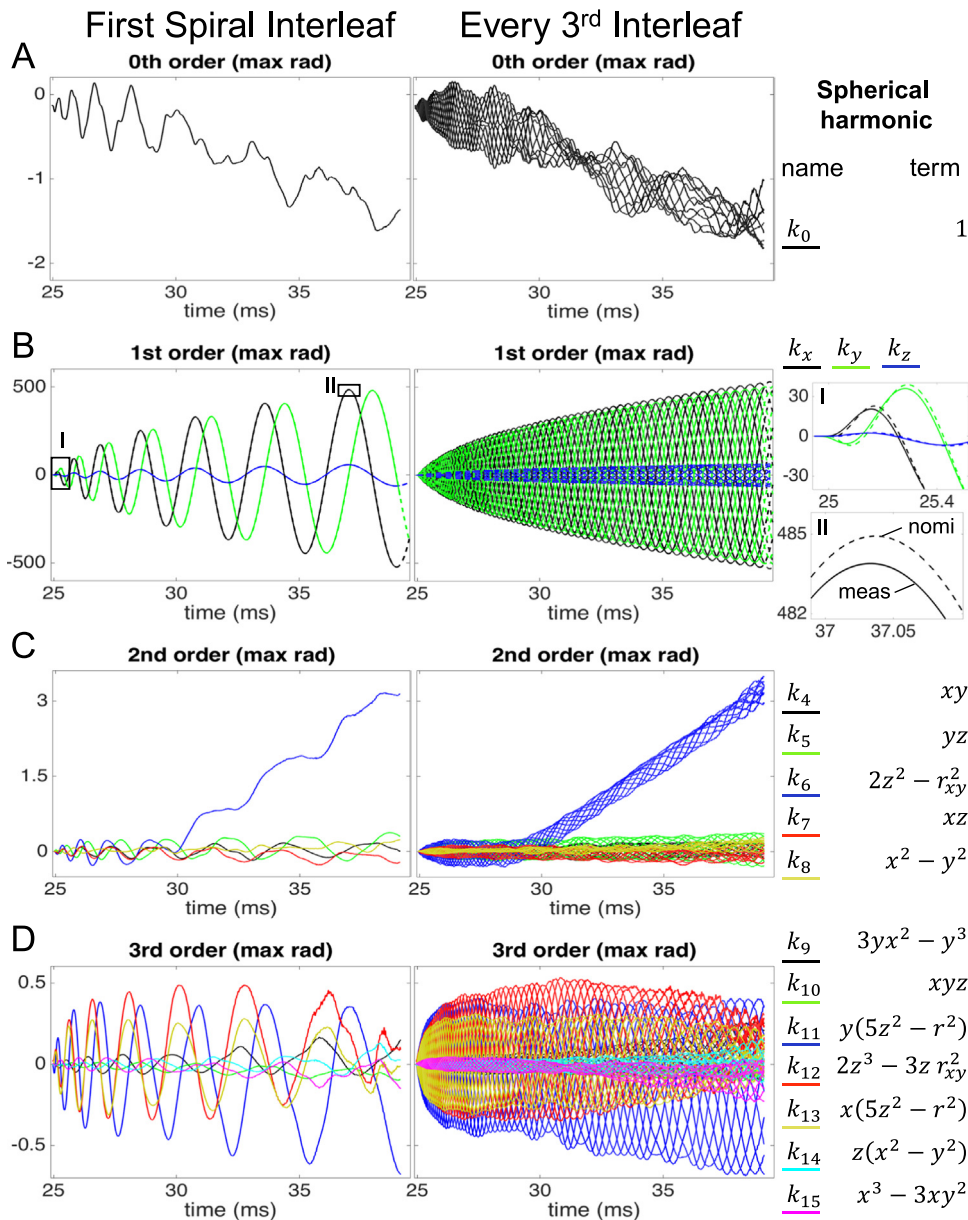 First Spiral Interleaf
Every 3rd Interleaf
A
0th order (max rad)
0
-1
-2
25 30 35
time (ms)
0th order (max rad)
25 30 35
time (ms)
Spherical
harmonic
name term
k0 1
B
1st order (max rad)
500
0
-500
I
II
25 30 35
time (ms)
1st order (max rad)
25 30 35
time (ms)
kx ky kz
I
30
0
-30
25 25.4
II
485
482
nomi
meas
37 37.05
C
2nd order (max rad)
3
1.5
0
25 30 35
time (ms)
2nd order (max rad)
25 30 35
time (ms)
k4 xy
k5 yz
k6 2z² − r²xy
k7 xz
k8 x² − y²
D
3rd order (max rad)
0.5
0
-0.5
25 30 35
time (ms)
3rd order (max rad)
25 30 35
time (ms)
k9 3yx² − y³
k10 xyz
k11 y(5z² − r²)
k12 2z³ − 3z r²xy
k13 x(5z² − r²)
k14 z(x² − y²)
k15 x³ − 3xy²